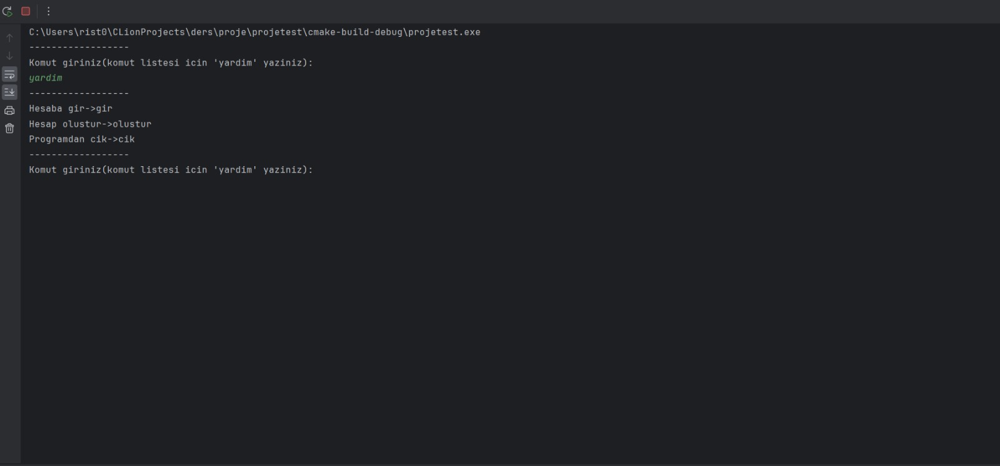 C:\Users\rist0\CLionProjects\ders\proje\projetest\cmake-build-debug\projetest.exe
------------------
Komut giriniz(komut listesi icin 'yardim' yaziniz):
yardim
------------------
Hesaba gir->gir
Hesap olustur->olustur
Programdan cik->cik
------------------
Komut giriniz(komut listesi icin 'yardim' yaziniz):